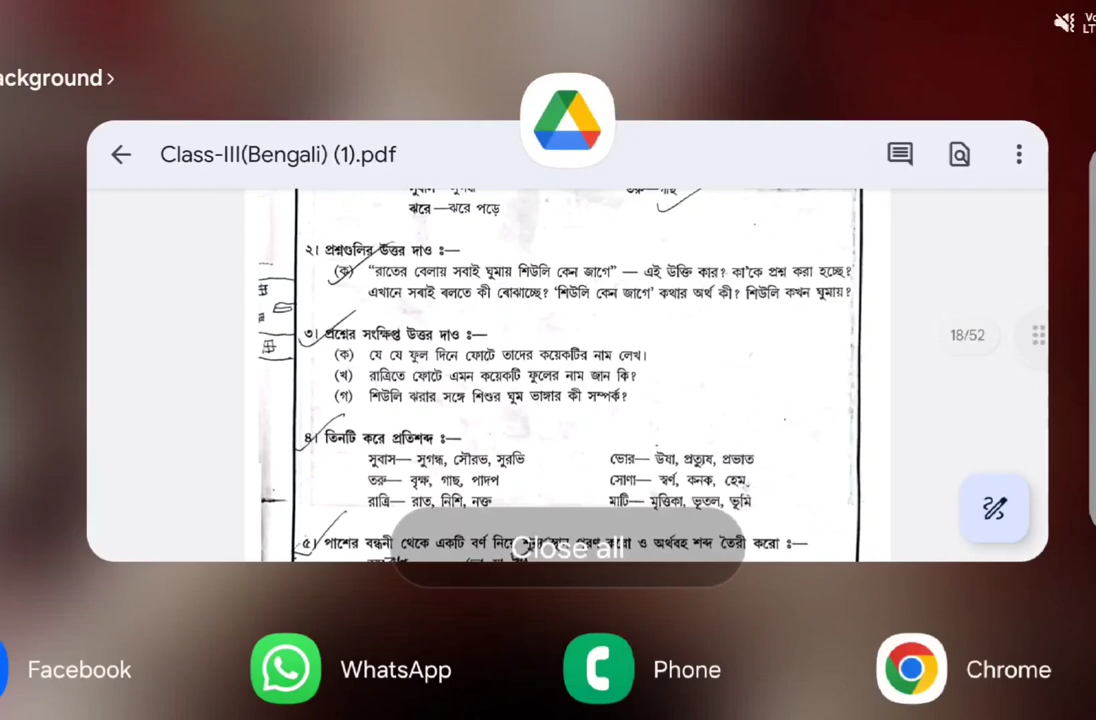 Vo
LT
ackground >
Class-III(Bengali) (1).pdf
ঝরে —ঝরে পড়ে
২। প্রশ্নগুলির উত্তর দাও ঃ—
(ক) “রাতের বেলায় সবাই ঘুমায় শিউলি কেন জাগে” — এই উক্তি কার? কা'কে প্রশ্ন করা হচ্ছে?
এখানে সবাই বলতে কী বোঝাচ্ছে? ‘শিউলি কেন জাগে’ কথার অর্থ কী? শিউলি কখন ঘুমায়?
18/52
৩। প্রশ্নের সংক্ষিপ্ত উত্তর দাও ঃ—
(ক) যে যে ফুল দিনে ফোটে তাদের কয়েকটির নাম লেখ।
(খ) রাত্রিতে ফোটে এমন কয়েকটি ফুলের নাম জান কি?
(গ) শিউলি ঝরার সঙ্গে শিশুর ঘুম ভাঙ্গার কী সম্পর্ক?
৪। তিনটি করে প্রতিশব্দ ঃ—
সুবাস— সুগন্ধ, সৌরভ, সুরভি ভোর— উষা, প্রত্যুষ, প্রভাত
তরু— বৃক্ষ, গাছ, পাদপ সোণা— স্বর্ণ, কনক, হেম,
রাত্রি— রাত, নিশি, নক্ত মাটি— মৃত্তিকা, ভূতল, ভূমি
৫। পাশের বন্ধনী থেকে একটি বর্ণ নিয়ে করো ও অর্থবহ শব্দ তৈরী করো ঃ—
Close all
Facebook
WhatsApp
Phone
Chrome